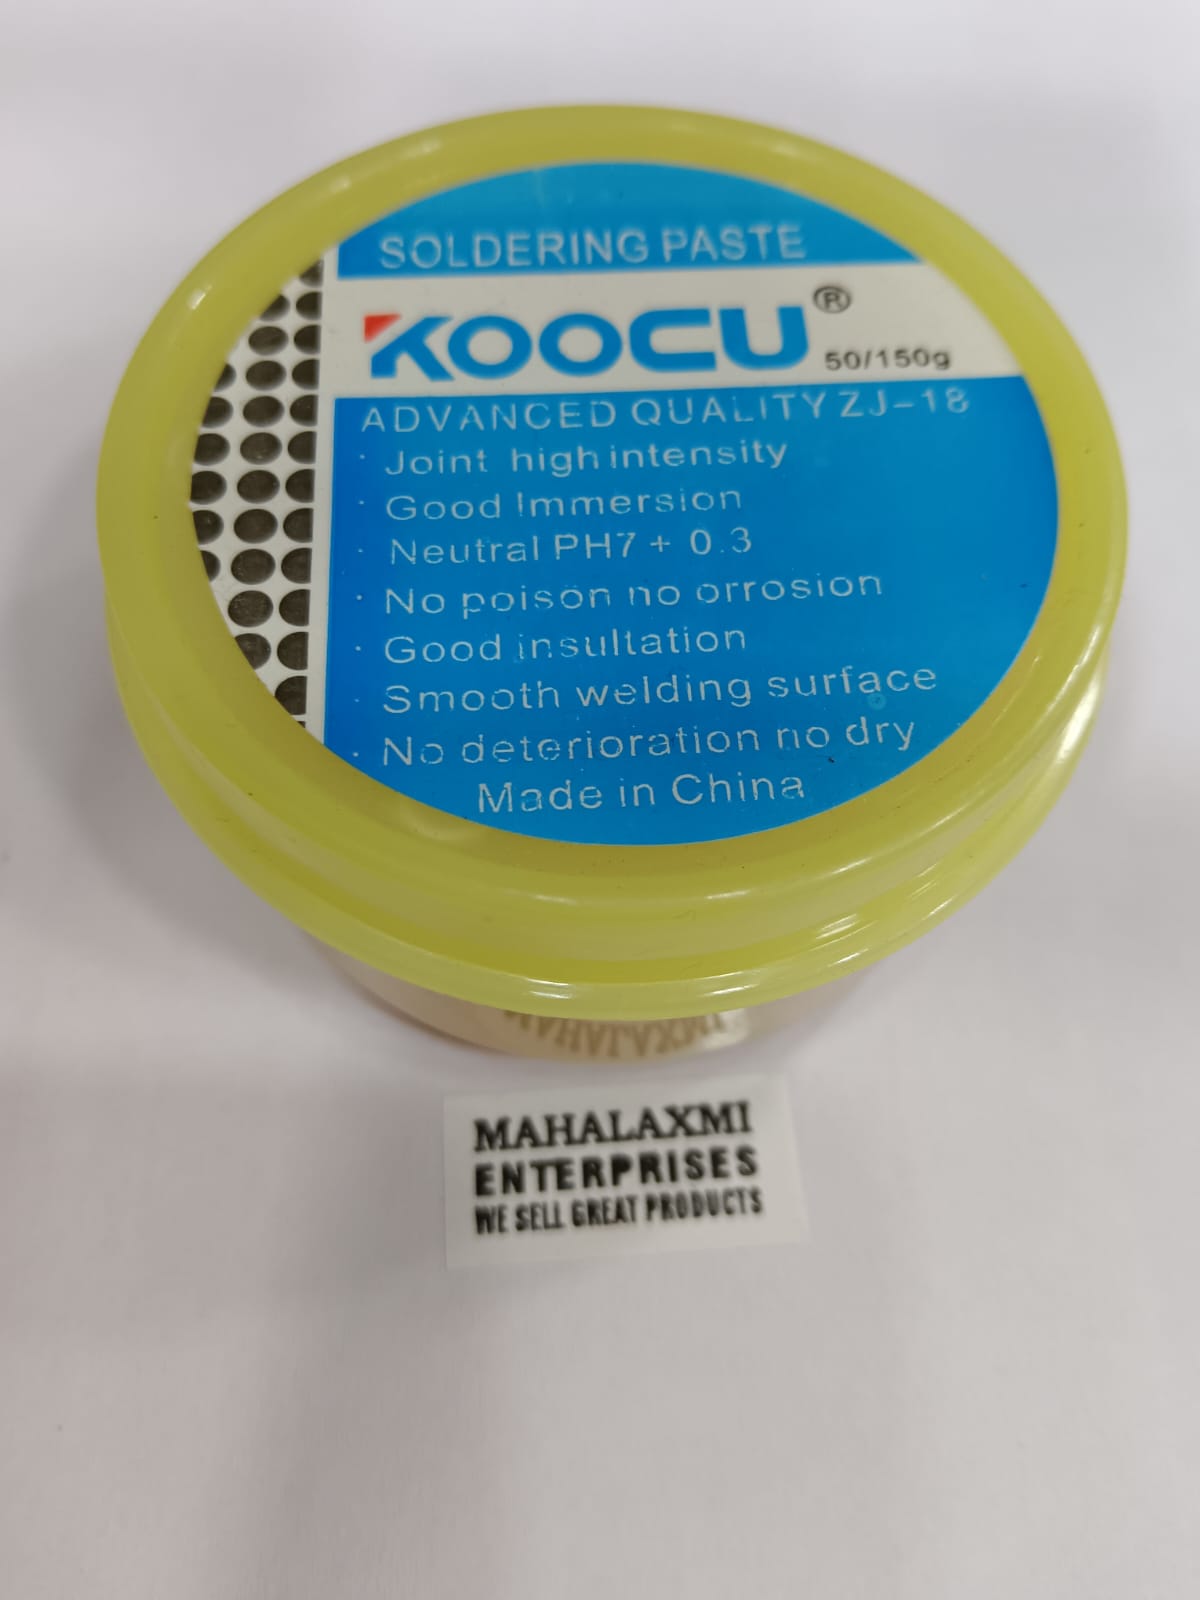 SOLDERING PASTE
KOOCU®
50/150g
ADVANCED QUALITY ZJ-18
· Joint high intensity
· Good Immersion
· Neutral PH7 + 0.3
· No poison no orrosion
· Good insultation
· Smooth welding surface
· No deterioration no dry
Made in China
MAHALAXMI
ENTERPRISES
WE SELL GREAT PRODUCTS